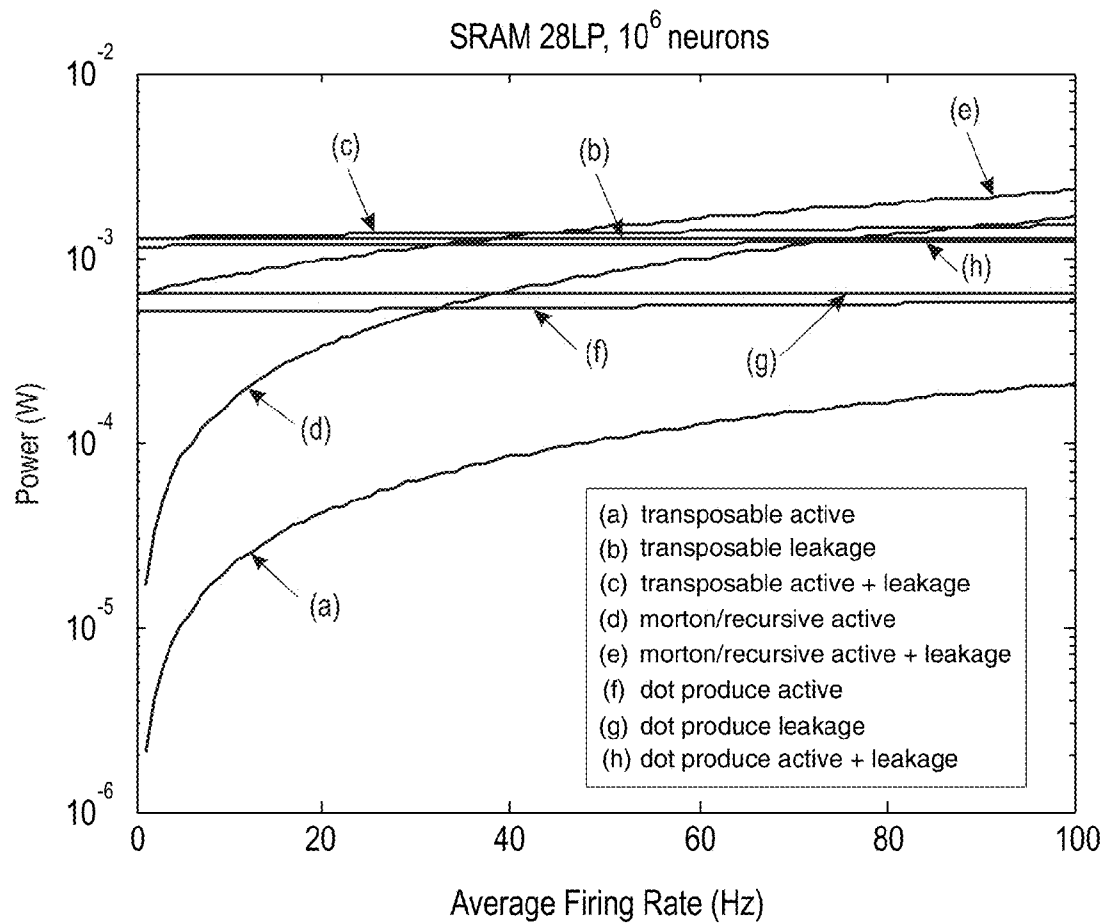 SRAM 28LP, 10^6 neurons
10^-2
(e)
(c)
(b)
10^-3
(h)
(f)
(g)
(d)
10^-4
Power (W)
(a) transposable active
(b) transposable leakage
(c) transposable active + leakage
(d) morton/recursive active
(e) morton/recursive active + leakage
(f) dot produce active
(g) dot produce leakage
(h) dot produce active + leakage
(a)
10^-5
10^-6
0 20 40 60 80 100
Average Firing Rate (Hz)